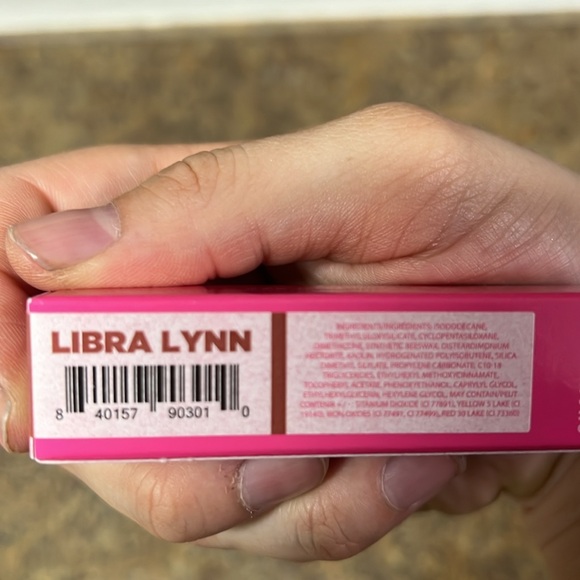 LIBRA LYNN
8 40157 90301 0
INGREDIENTS/INGREDIENTS: ISODODECANE,
TRIMETHYLSILOXYSILICATE, CYCLOPENTASILOXANE,
DIMETHICONE, SYNTHETIC BEESWAX, DISTEARDIMONIUM
HECTORITE, KAOLIN, HYDROGENATED POLYISOBUTENE, SILICA
DIMETHYL SILYLATE, PROPYLENE CARBONATE, C10-18
TRIGLYCERIDES, ETHYLHEXYL METHOXYCINNAMATE,
TOCOPHERYL ACETATE, PHENOXYETHANOL, CAPRYLYL GLYCOL,
ETHYLHEXYLGLYCERIN, HEXYLENE GLYCOL, MAY CONTAIN/PEUT
CONTENIR +/-: TITANIUM DIOXIDE (CI 77891), YELLOW 5 LAKE (CI
19140), IRON OXIDES (CI 77491, CI 77499), RED 30 LAKE (CI 73360)